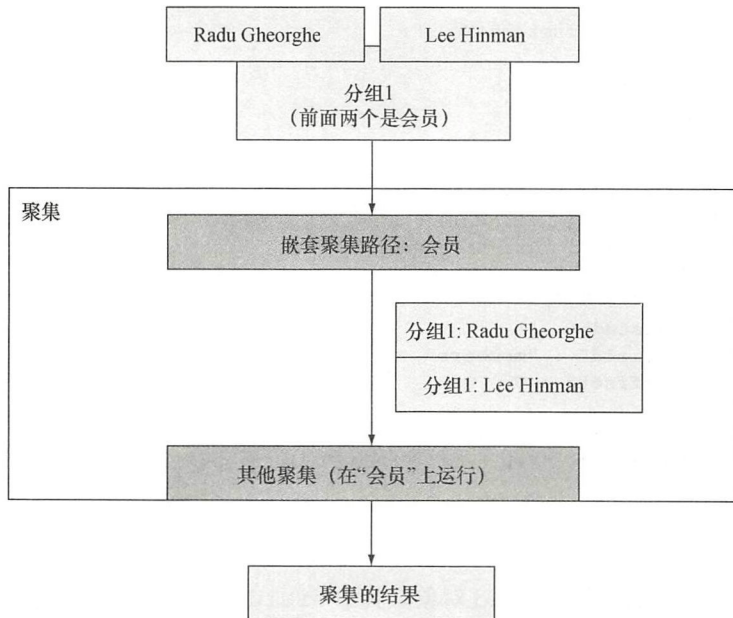 Radu Gheorghe
Lee Hinman
分组1
(前面两个是会员)
聚集
嵌套聚集路径：会员
分组1: Radu Gheorghe
分组1: Lee Hinman
其他聚集（在“会员”上运行）
聚集的结果